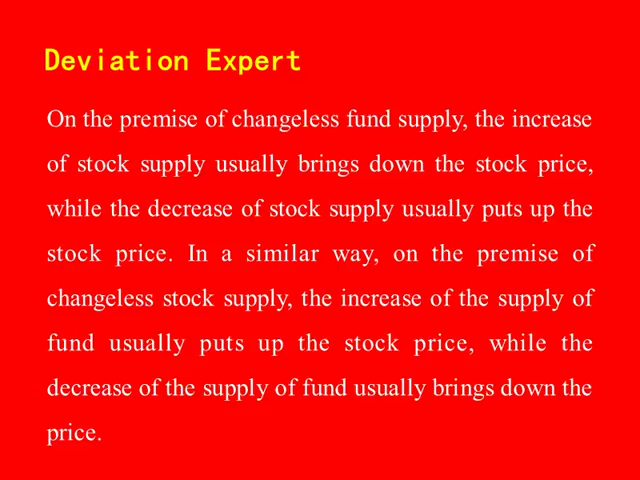 Deviation Expert
On the premise of changeless fund supply, the increase
of stock supply usually brings down the stock price,
while the decrease of stock supply usually puts up the
stock price. In a similar way, on the premise of
changeless stock supply, the increase of the supply of
fund usually puts up the stock price, while the
decrease of the supply of fund usually brings down the
price.